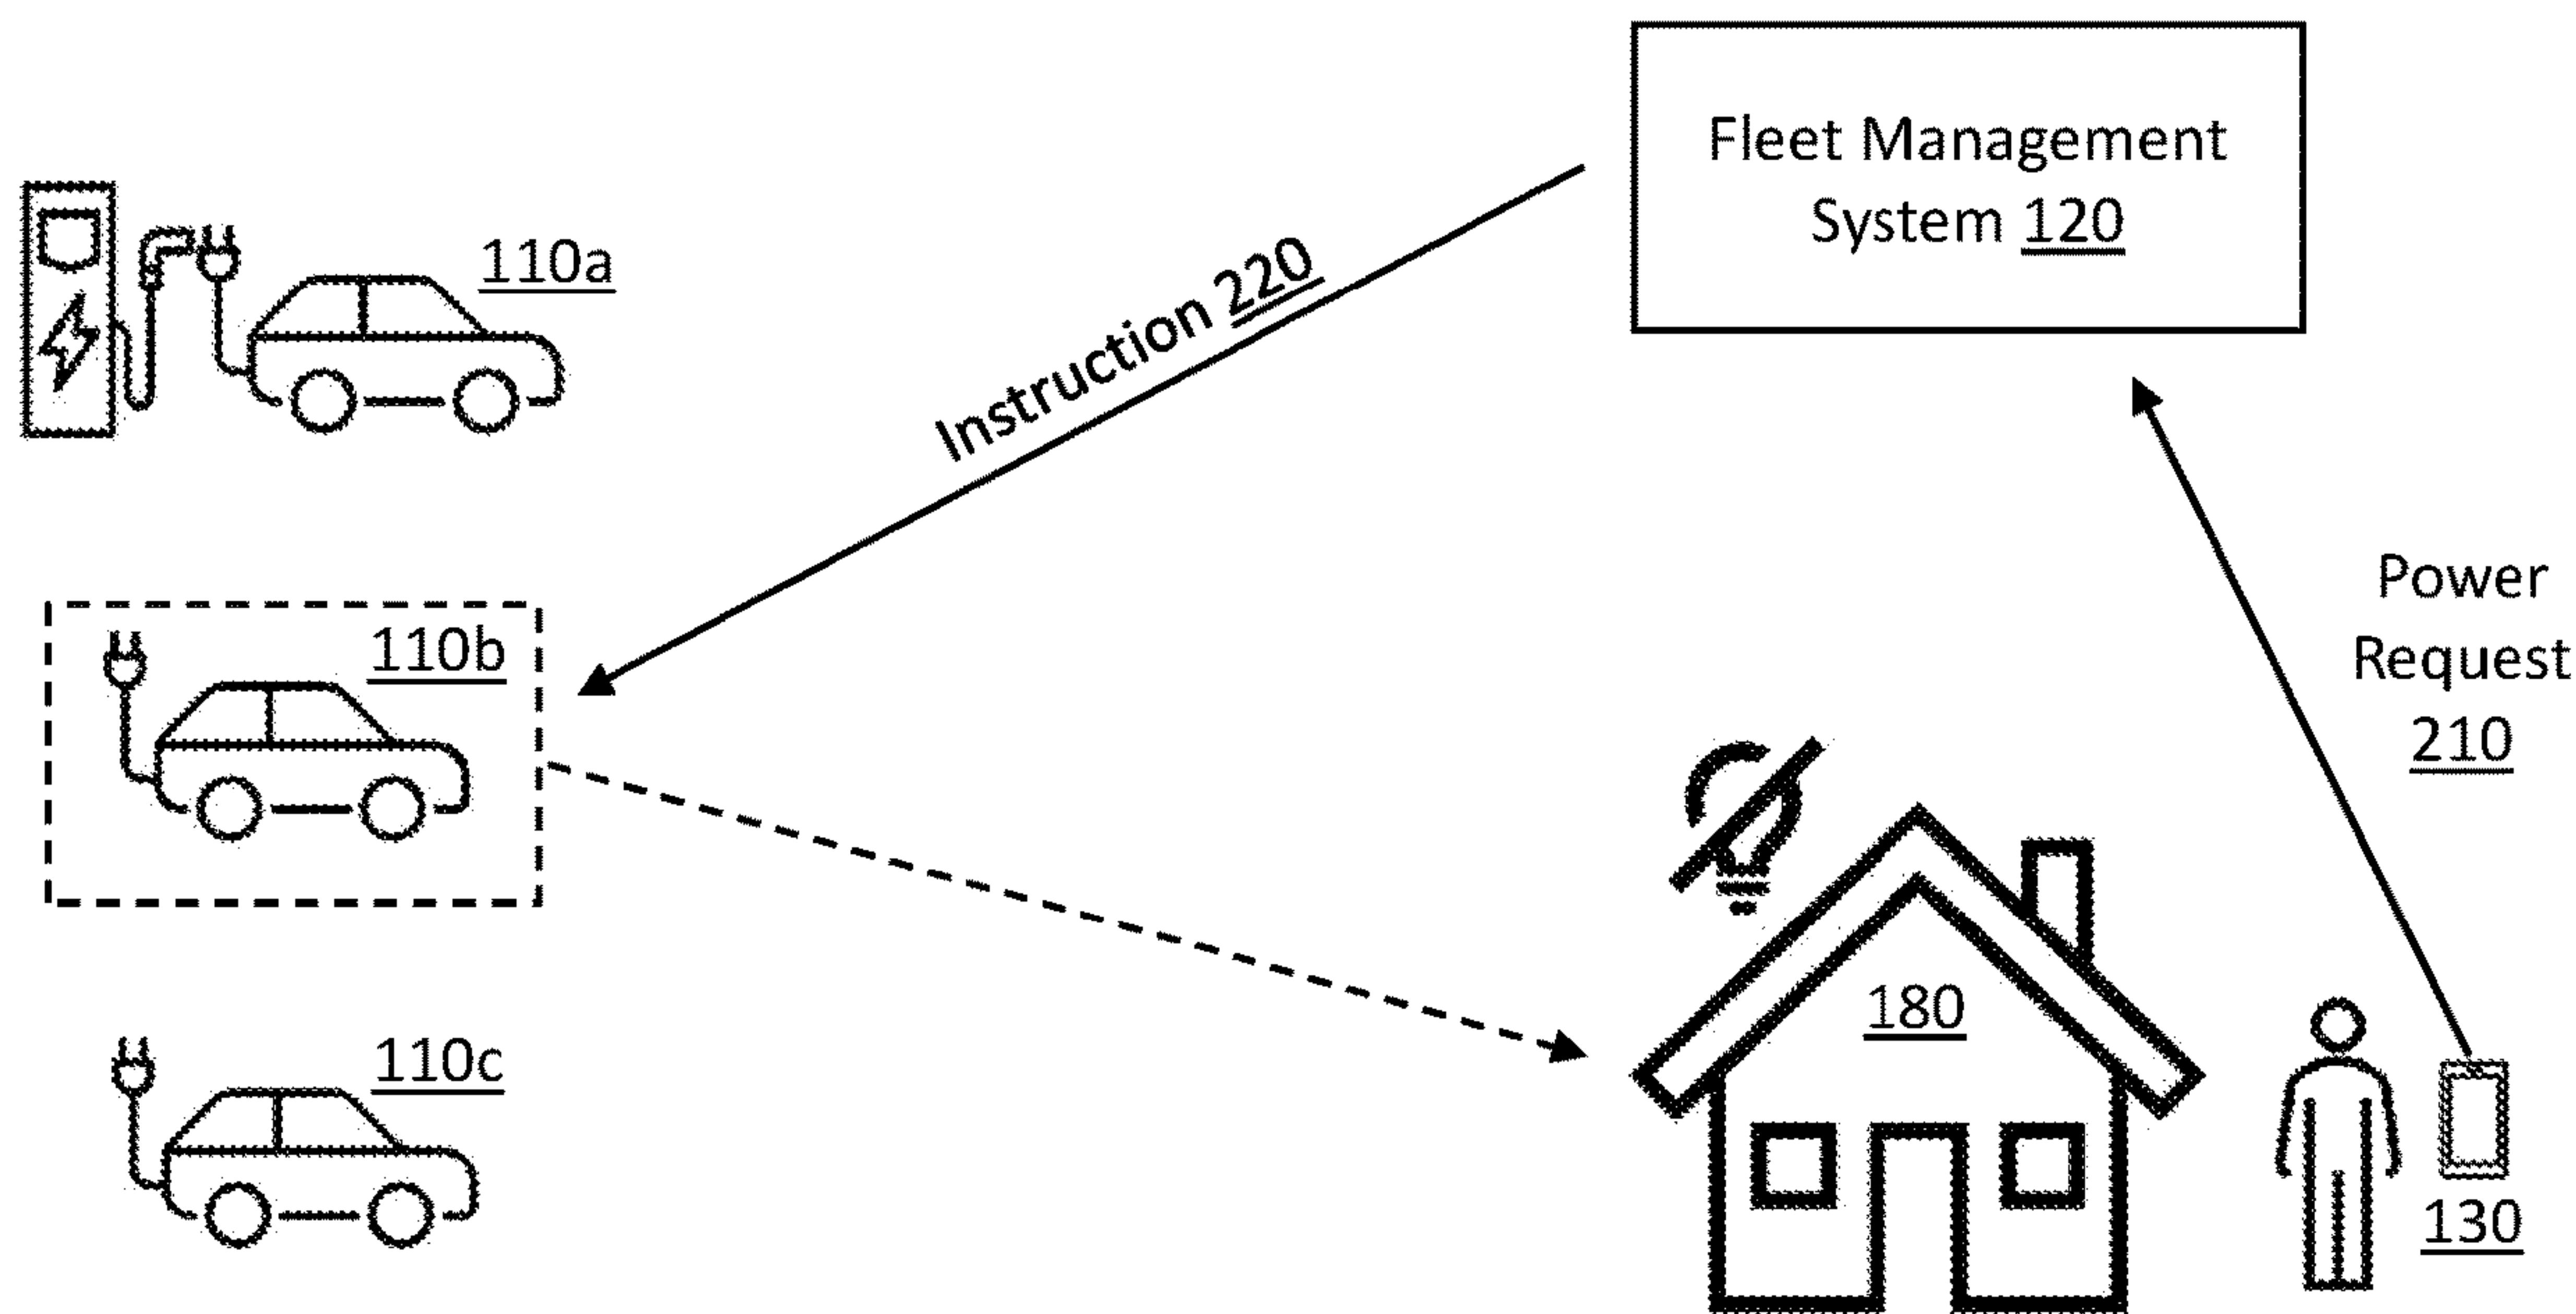 Fleet Management
System 120
110a
Instruction 220
110b
Power
Request
210
180
110c
130